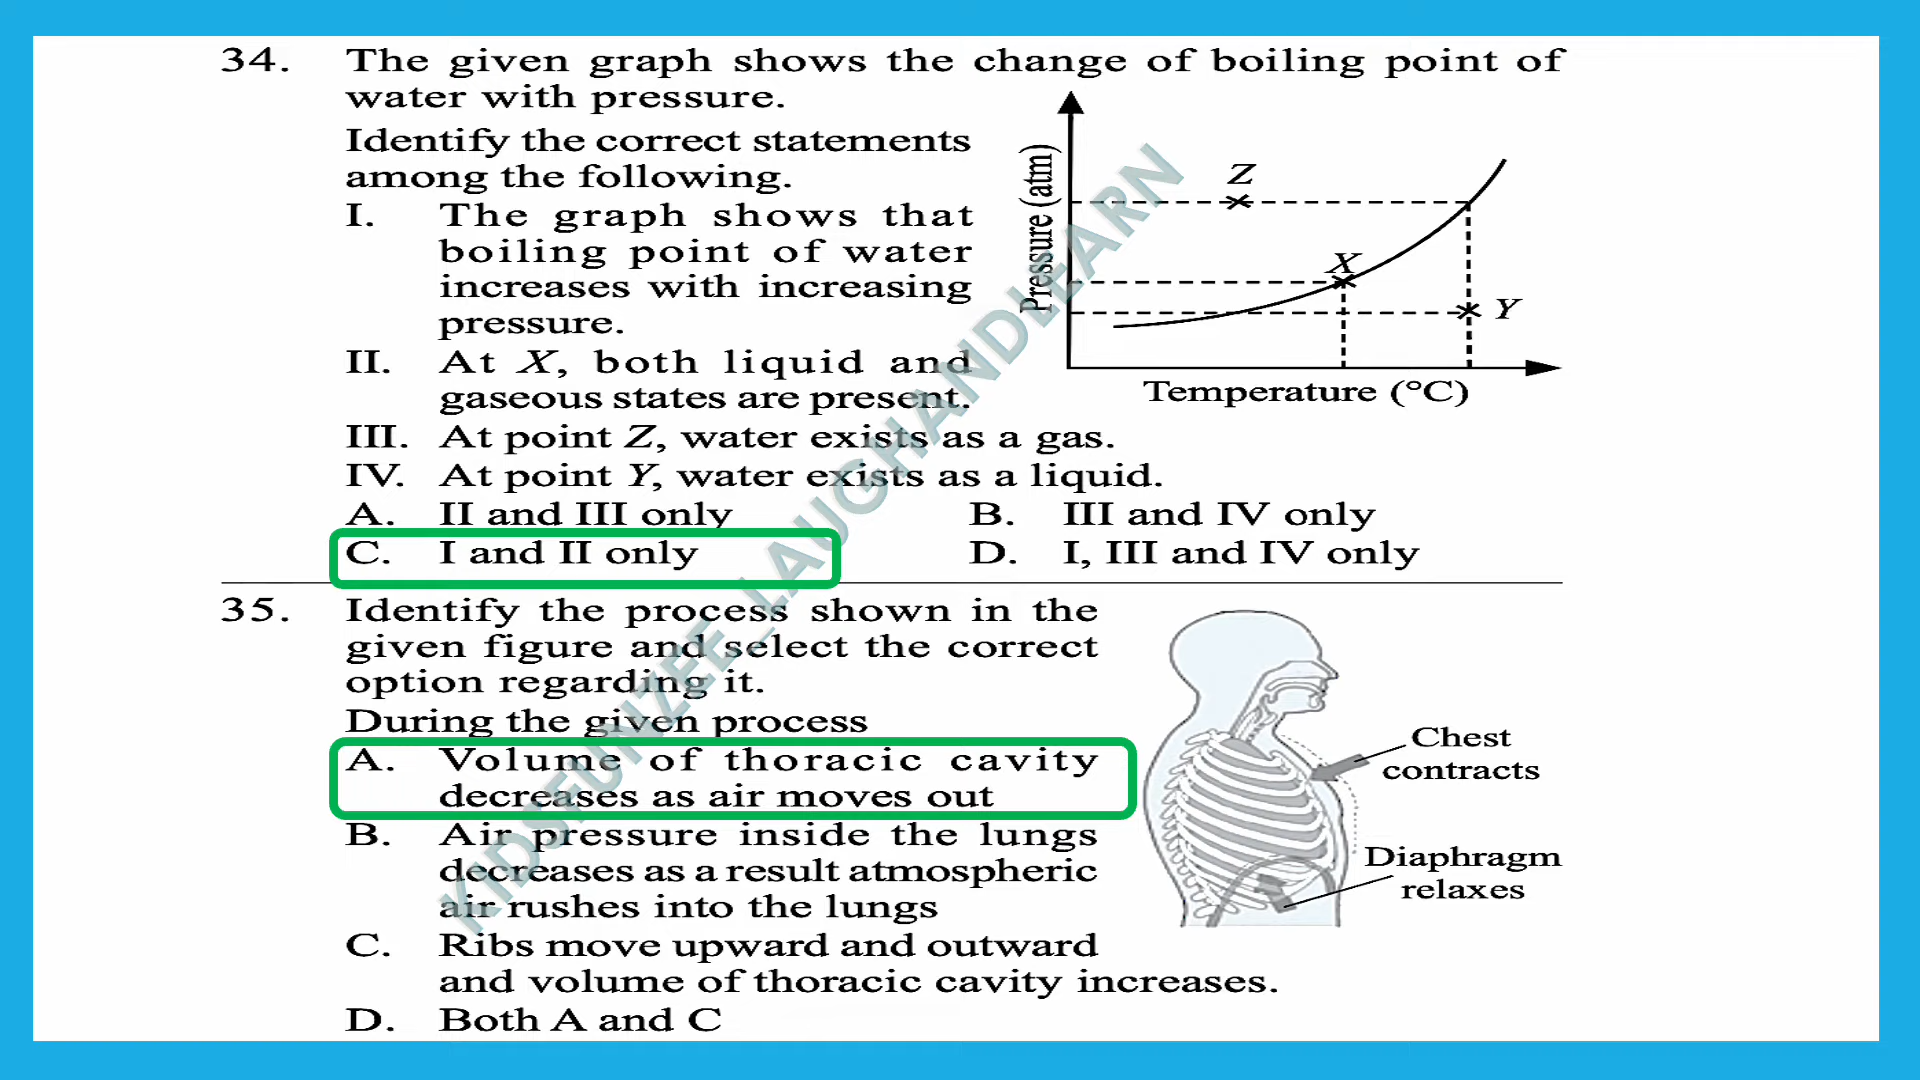 34. The given graph shows the change of boiling point of
water with pressure.
Identify the correct statements
among the following.
I. The graph shows that
boiling point of water
increases with increasing
pressure.
II. At X, both liquid and
gaseous states are present.
III. At point Z, water exists as a gas.
IV. At point Y, water exists as a liquid.
A. II and III only B. III and IV only
C. I and II only D. I, III and IV only
Pressure (atm)
Z
X
Y
Temperature (°C)
35. Identify the process shown in the
given figure and select the correct
option regarding it.
During the given process
A. Volume of thoracic cavity
decreases as air moves out
B. Air pressure inside the lungs
decreases as a result atmospheric
air rushes into the lungs
C. Ribs move upward and outward
and volume of thoracic cavity increases.
D. Both A and C
Chest
contracts
Diaphragm
relaxes
KIDSFUNZEE_LAUGHANDLEARN